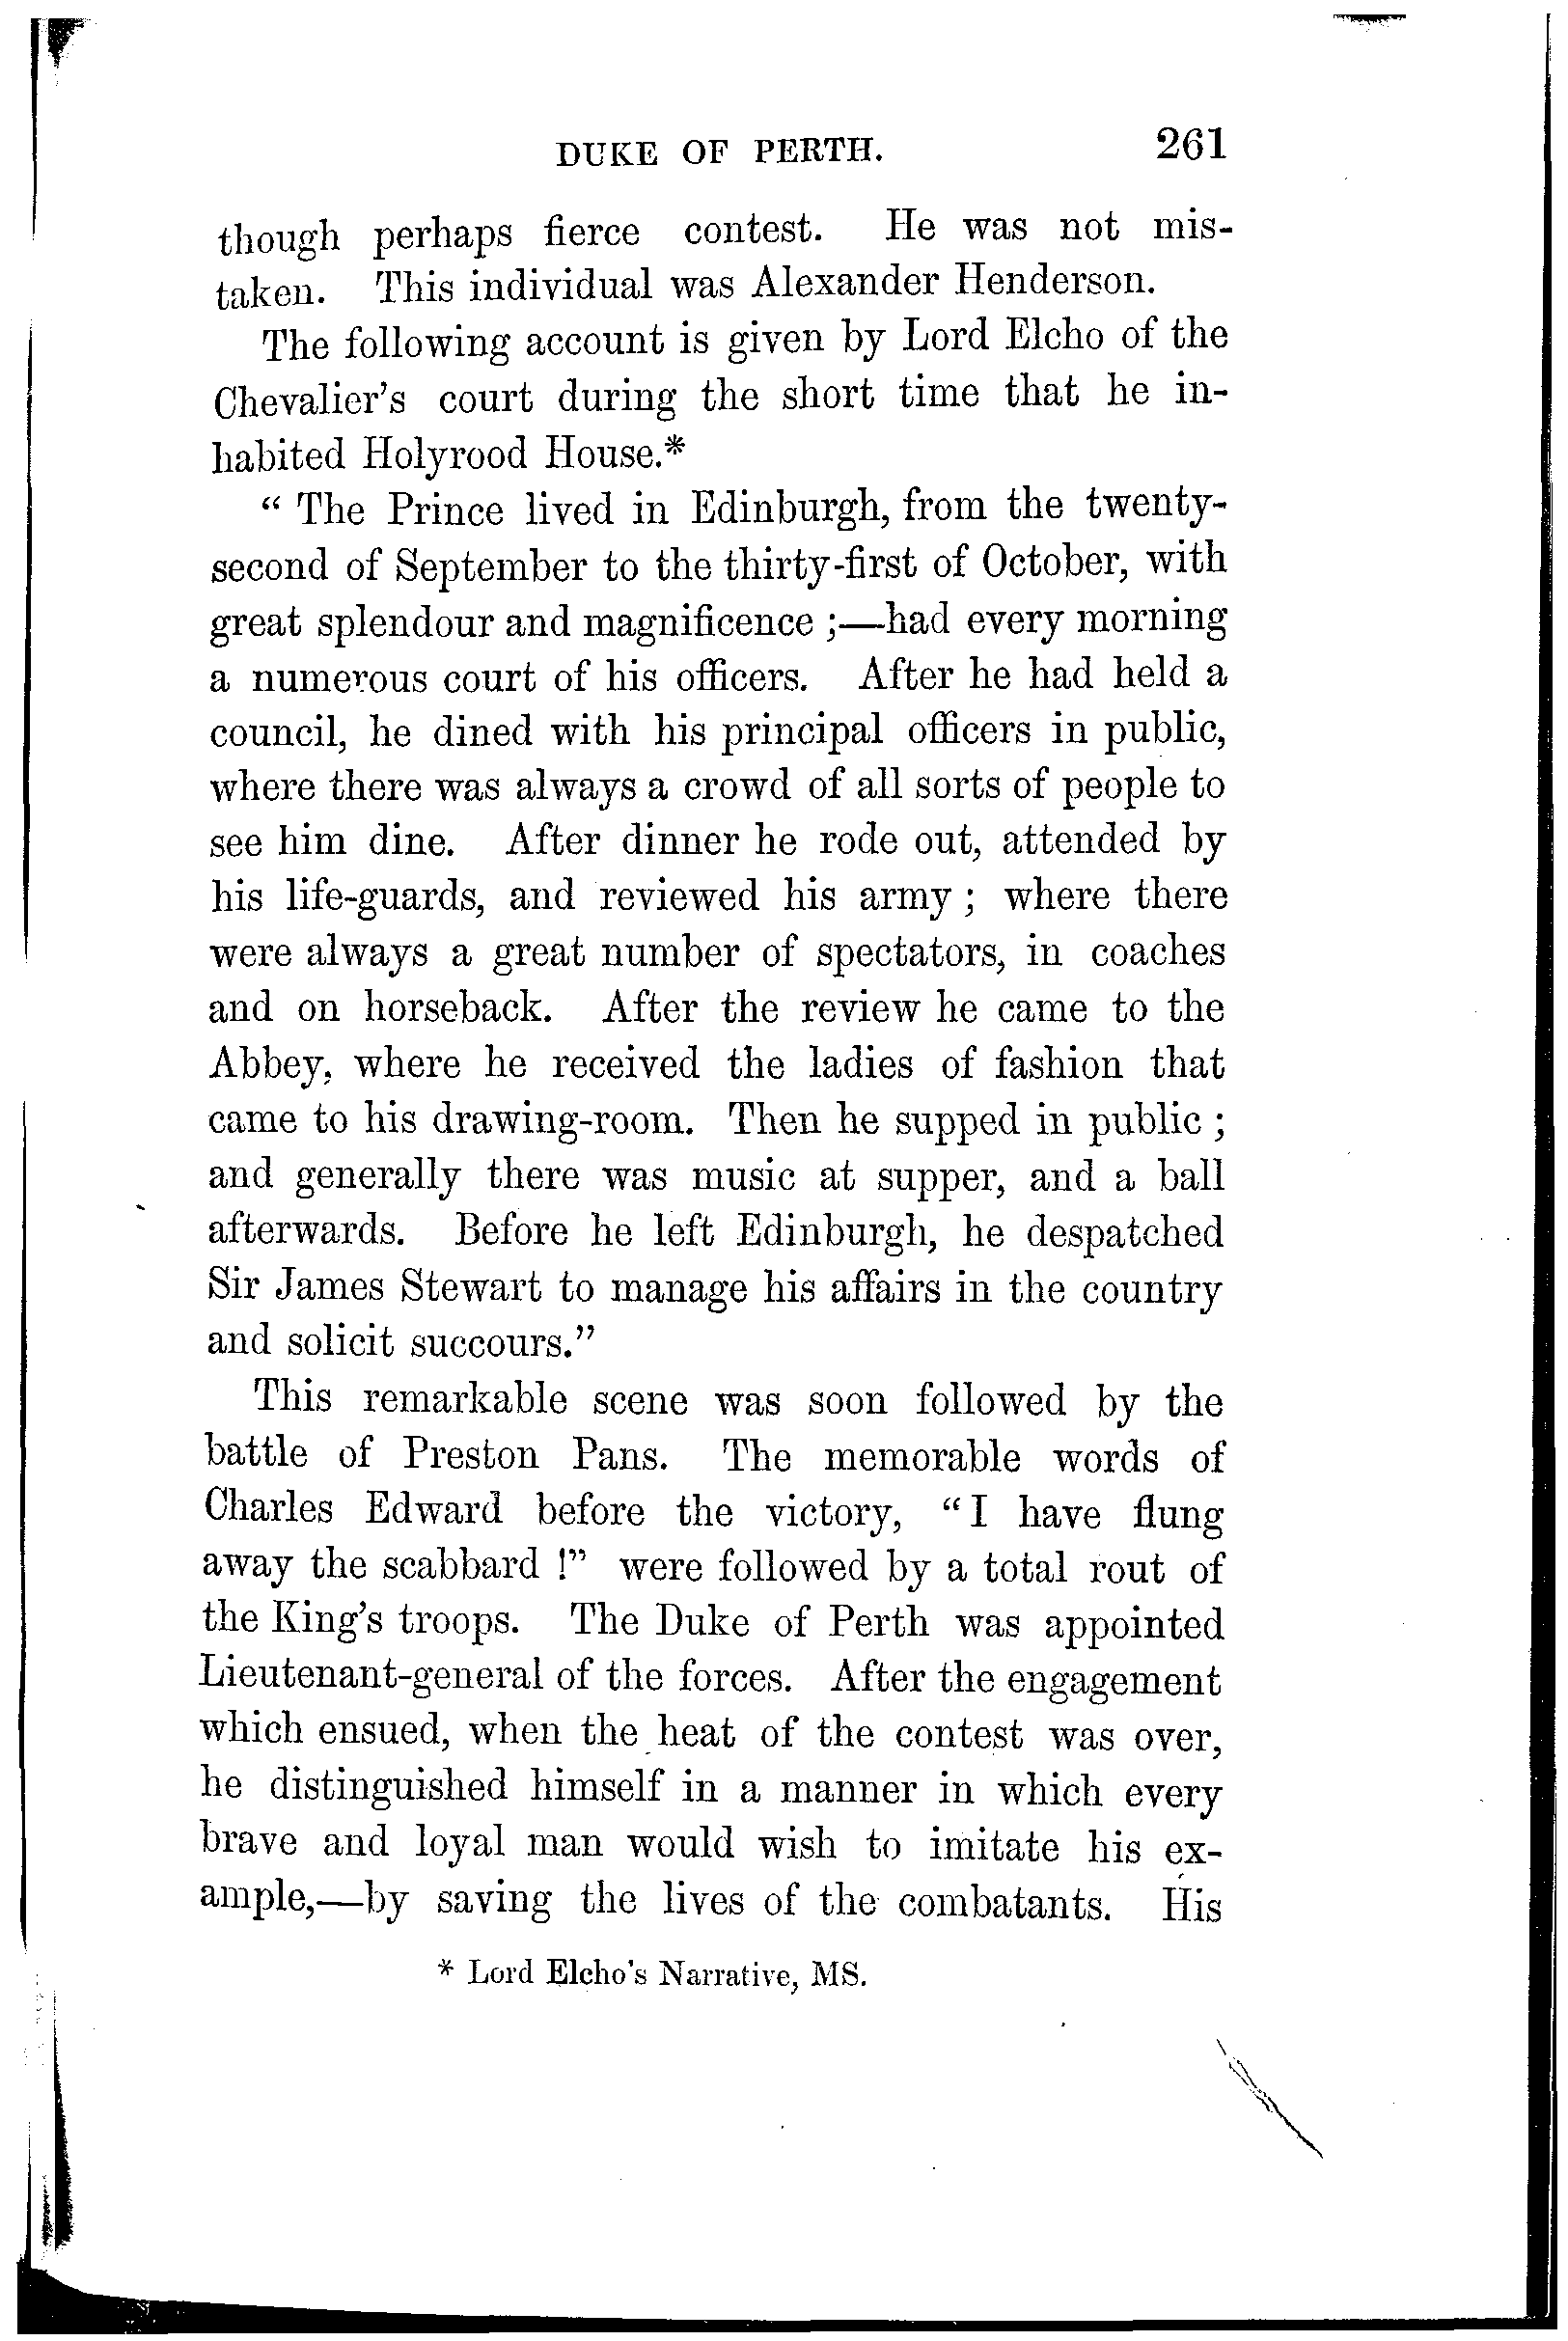 DUKE OF PERTH. 261
though perhaps fierce contest. He was not mis-
taken. This individual was Alexander Henderson.
The following account is given by Lord Elcho of the
Chevalier's court during the short time that he in-
habited Holyrood House.*
" The Prince lived in Edinburgh, from the twenty-
second of September to the thirty-first of October, with
great splendour and magnificence ;—had every morning
a numerous court of his officers. After he had held a
council, he dined with his principal officers in public,
where there was always a crowd of all sorts of people to
see him dine. After dinner he rode out, attended by
his life-guards, and reviewed his army ; where there
were always a great number of spectators, in coaches
and on horseback. After the review he came to the
Abbey, where he received the ladies of fashion that
came to his drawing-room. Then he supped in public ;
and generally there was music at supper, and a ball
afterwards. Before he left Edinburgh, he despatched
Sir James Stewart to manage his affairs in the country
and solicit succours."
This remarkable scene was soon followed by the
battle of Preston Pans. The memorable words of
Charles Edward before the victory, "I have flung
away the scabbard !" were followed by a total rout of
the King's troops. The Duke of Perth was appointed
Lieutenant-general of the forces. After the engagement
which ensued, when the heat of the contest was over,
he distinguished himself in a manner in which every
brave and loyal man would wish to imitate his ex-
ample,—by saving the lives of the combatants. His
* Lord Elcho's Narrative, MS.